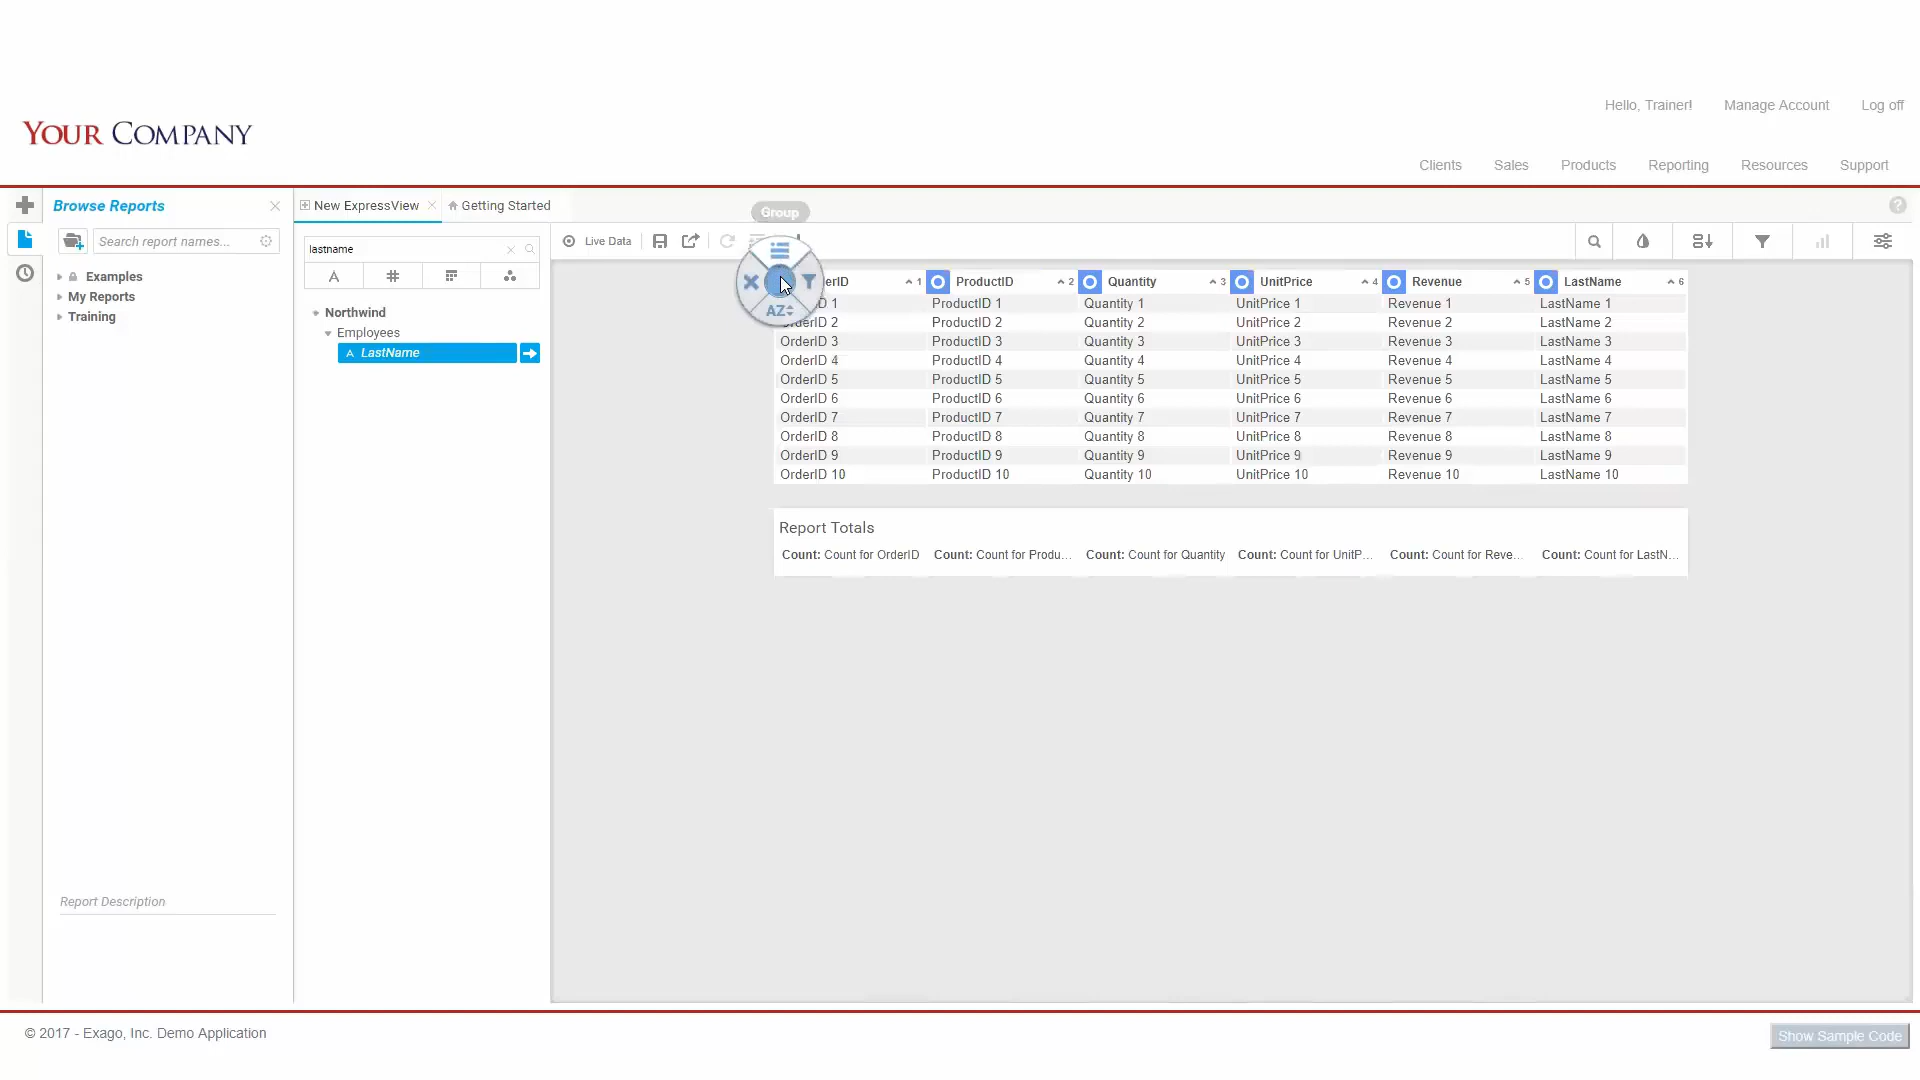 Hello, Trainer! Manage Account Log off
YOUR COMPANY
Clients Sales Products Reporting Resources Support
Browse Reports
New ExpressView Getting Started
Group
Search report names...
lastname
Live Data
A #
Examples
My Reports
Training
Northwind
Employees
A LastName
erID 1 ProductID 2 Quantity 3 UnitPrice 4 Revenue 5 LastName 6
D 1 ProductID 1 Quantity 1 UnitPrice 1 Revenue 1 LastName 1
AZ
OrderID 2 ProductID 2 Quantity 2 UnitPrice 2 Revenue 2 LastName 2
OrderID 3 ProductID 3 Quantity 3 UnitPrice 3 Revenue 3 LastName 3
OrderID 4 ProductID 4 Quantity 4 UnitPrice 4 Revenue 4 LastName 4
OrderID 5 ProductID 5 Quantity 5 UnitPrice 5 Revenue 5 LastName 5
OrderID 6 ProductID 6 Quantity 6 UnitPrice 6 Revenue 6 LastName 6
OrderID 7 ProductID 7 Quantity 7 UnitPrice 7 Revenue 7 LastName 7
OrderID 8 ProductID 8 Quantity 8 UnitPrice 8 Revenue 8 LastName 8
OrderID 9 ProductID 9 Quantity 9 UnitPrice 9 Revenue 9 LastName 9
OrderID 10 ProductID 10 Quantity 10 UnitPrice 10 Revenue 10 LastName 10
Report Totals
Count: Count for OrderID Count: Count for Produ... Count: Count for Quantity Count: Count for UnitP... Count: Count for Reve... Count: Count for LastN...
Report Description
© 2017 - Exago, Inc. Demo Application
Show Sample Code